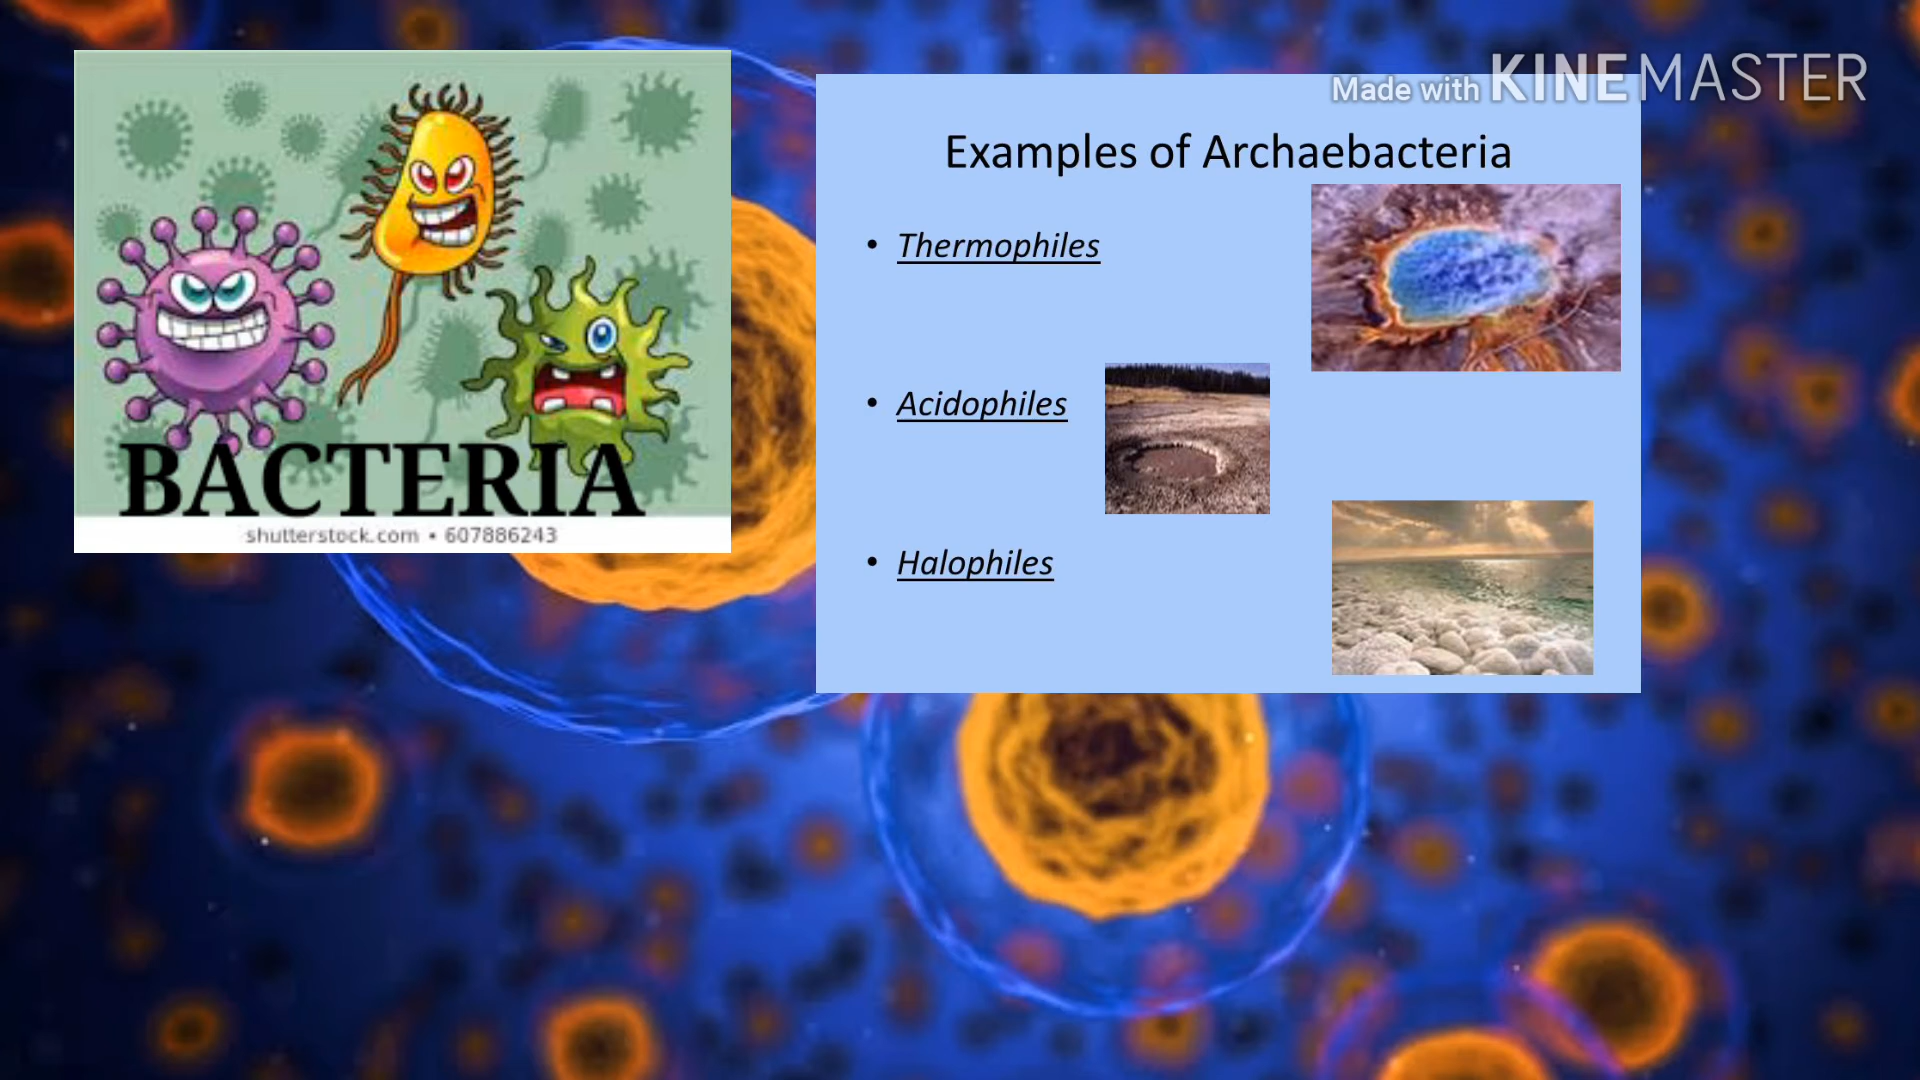 Made with KINEMASTER
BACTERIA
shutterstock.com • 607886243
Examples of Archaebacteria
• Thermophiles
• Acidophiles
• Halophiles